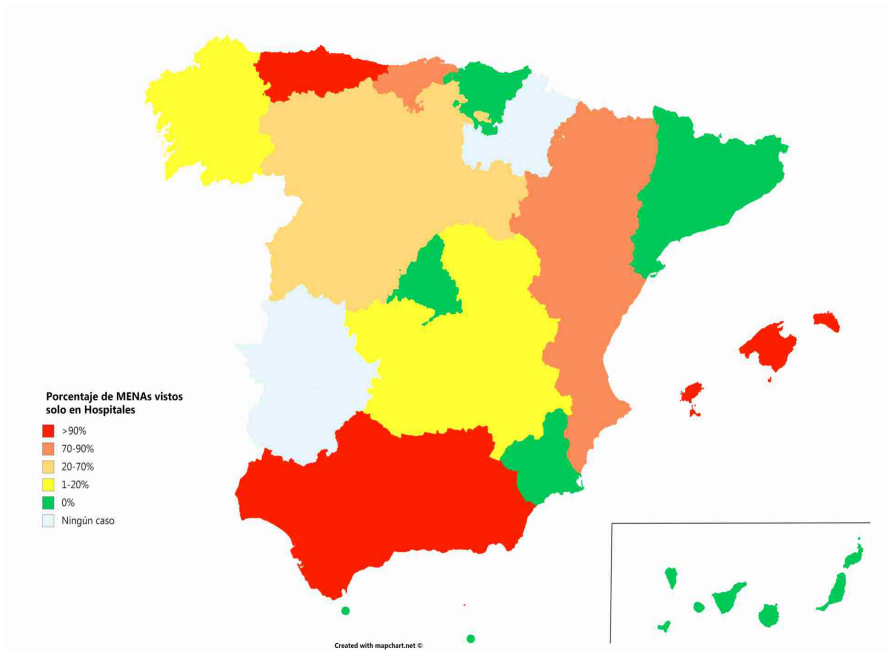 Porcentaje de MENAs vistos
solo en Hospitales
>90%
70-90%
20-70%
1-20%
0%
Ningún caso
Created with mapchart.net ©